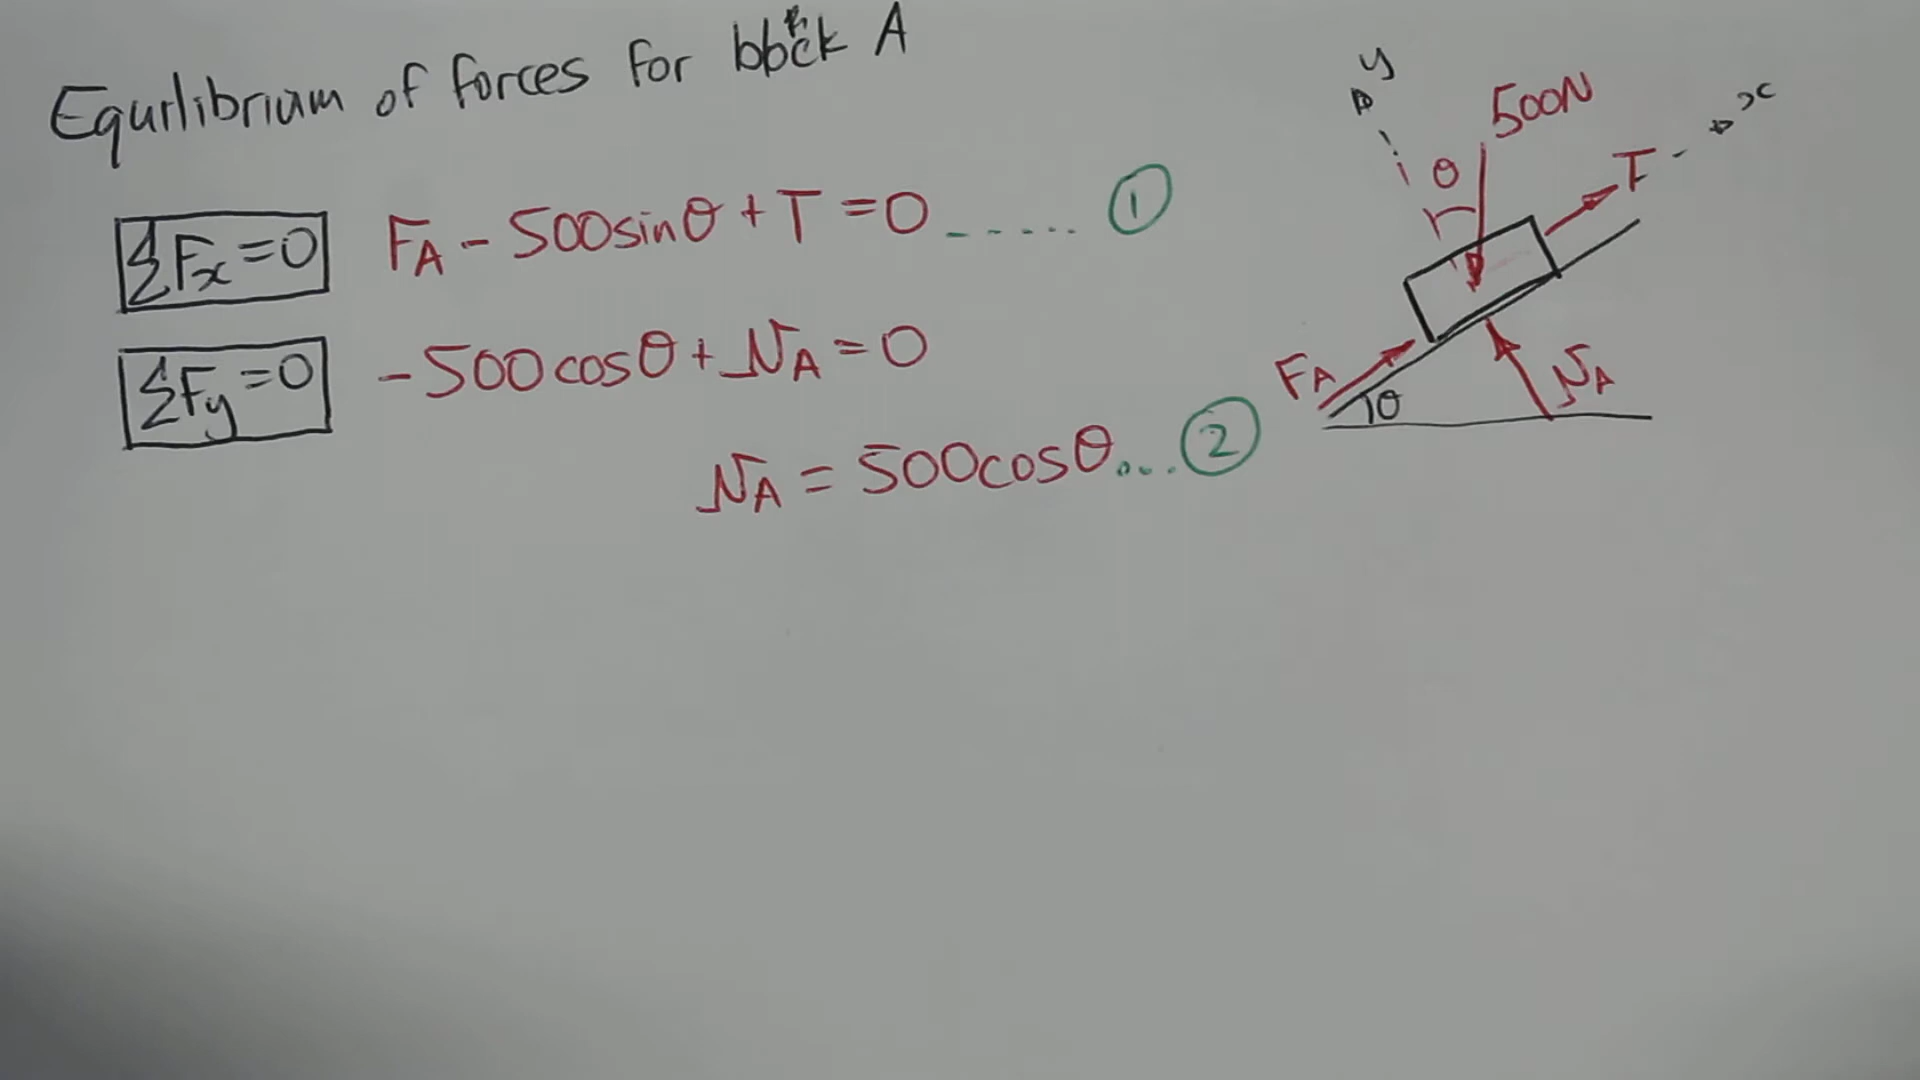 Equilibrium of forces for block A
ΣFx=0 FA - 500sinθ + T = 0 ...... ①
ΣFy=0 -500cosθ + NA = 0
NA = 500cosθ ... ②
y
500N
x
θ
T
FA
θ
NA